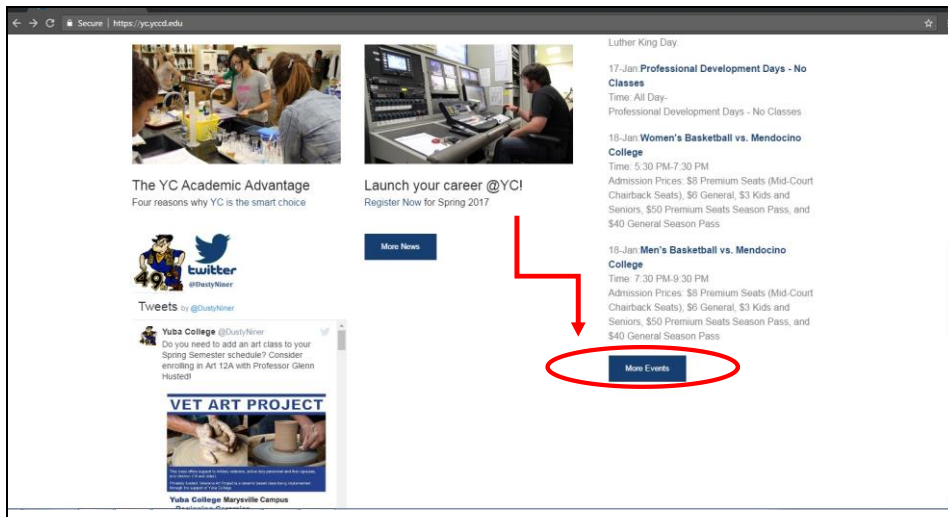 Secure | https://yc.yccd.edu
The YC Academic Advantage
Four reasons why YC is the smart choice
49
twitter
@DustyNiner
Tweets by @DustyNiner
Yuba College @DustyNiner
Do you need to add an art class to your
Spring Semester schedule? Consider
enrolling in Art 12A with Professor Glenn
Husted!
VET ART PROJECT
Yuba College Marysville Campus
Launch your career @YC!
Register Now for Spring 2017
More News
Luther King Day.
17-Jan:Professional Development Days - No
Classes
Time: All Day-
Professional Development Days - No Classes
18-Jan:Women's Basketball vs. Mendocino
College
Time: 5:30 PM-7:30 PM
Admission Prices: $8 Premium Seats (Mid-Court
Chairback Seats), $6 General, $3 Kids and
Seniors, $50 Premium Seats Season Pass, and
$40 General Season Pass
18-Jan:Men's Basketball vs. Mendocino
College
Time: 7:30 PM-9:30 PM
Admission Prices: $8 Premium Seats (Mid-Court
Chairback Seats), $6 General, $3 Kids and
Seniors, $50 Premium Seats Season Pass, and
$40 General Season Pass
More Events